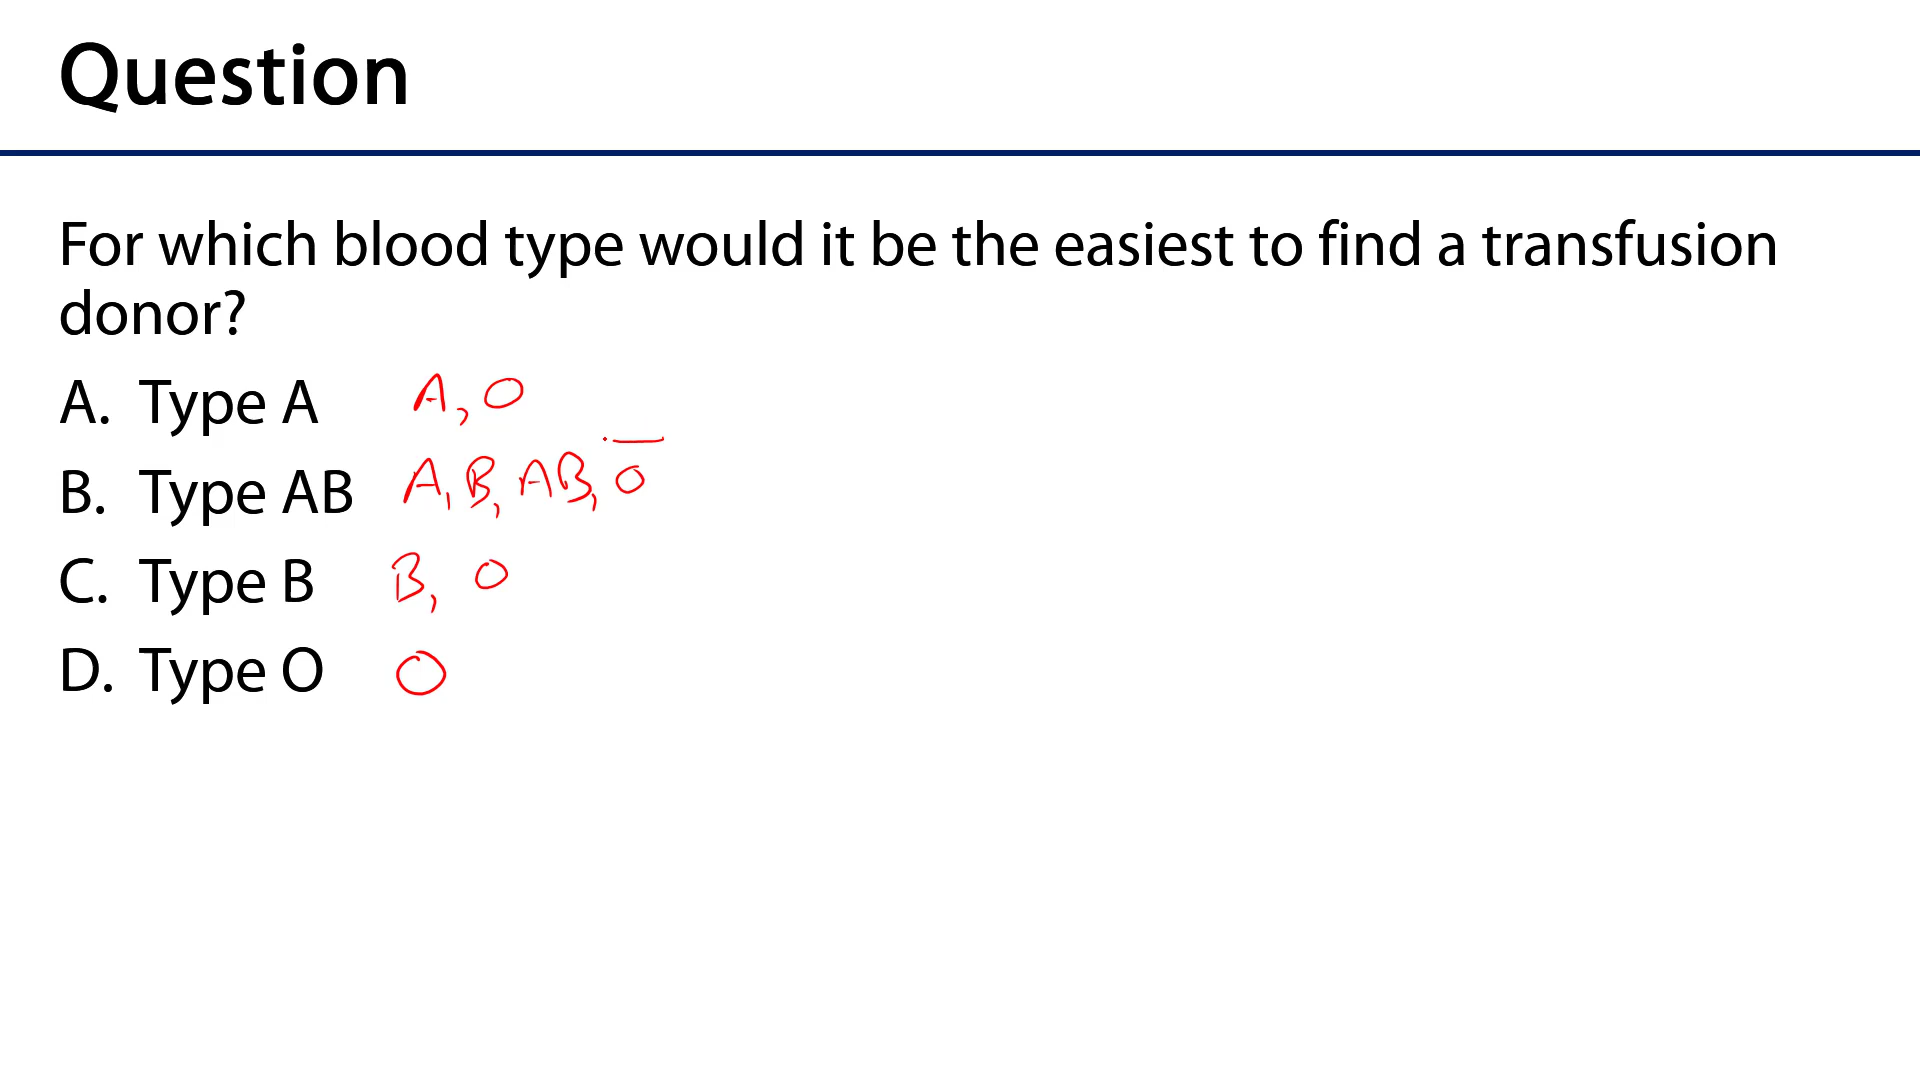 Question
For which blood type would it be the easiest to find a transfusion
donor?
A. Type A A, O
B. Type AB A, B, AB, O
C. Type B B, O
D. Type O O